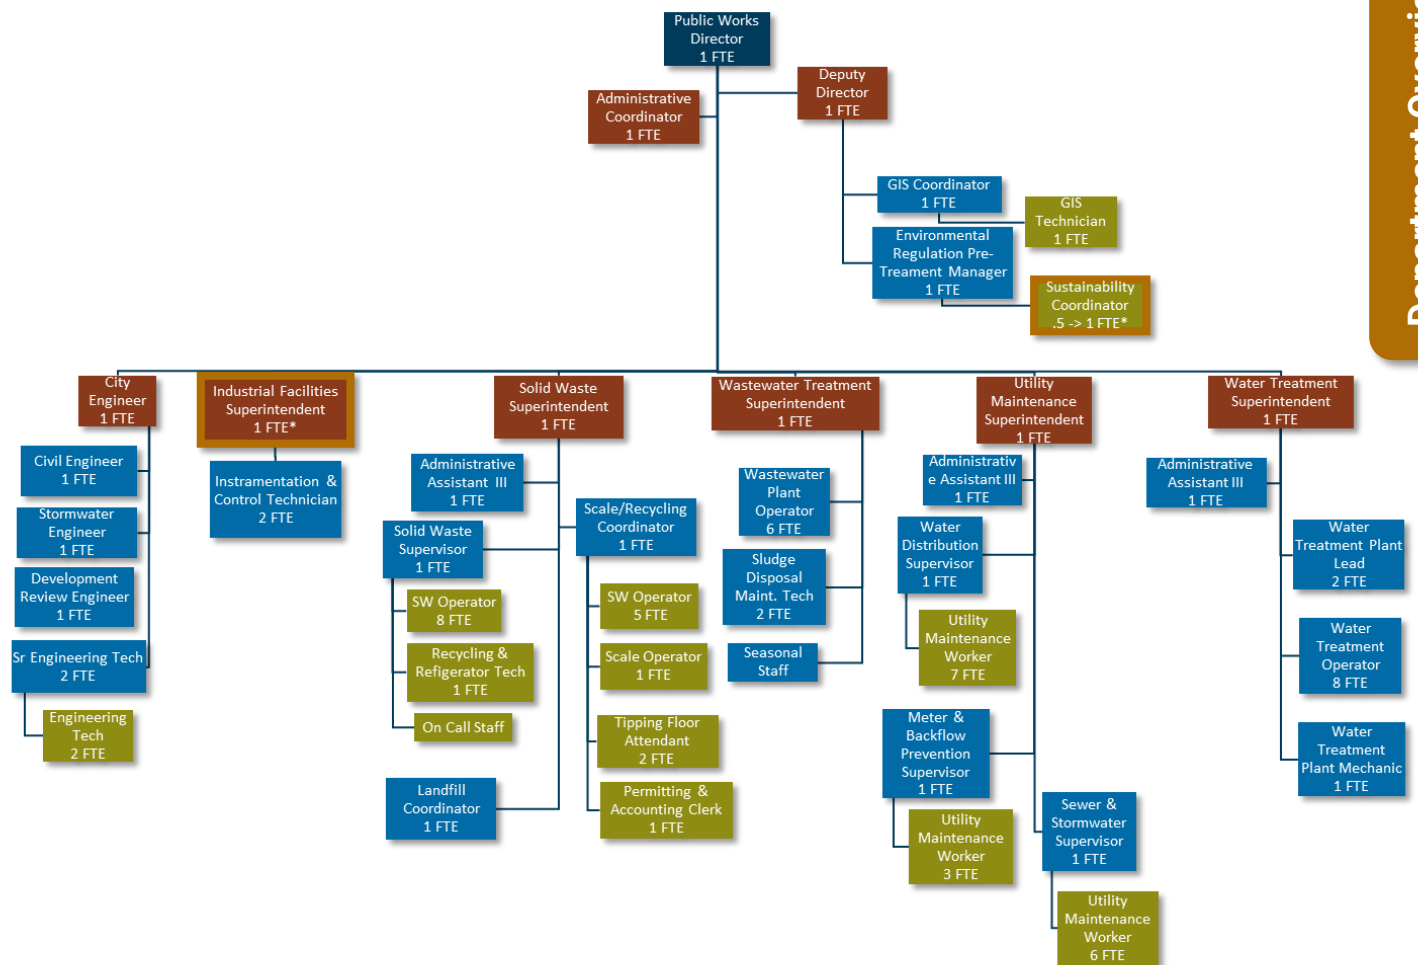 Public Works
Director
1 FTE
Deputy
Director
1 FTE
Administrative
Coordinator
1 FTE
GIS Coordinator
1 FTE
GIS
Technician
1 FTE
Environmental
Regulation Pre-
Treament Manager
1 FTE
Sustainability
Coordinator
.5 -> 1 FTE*
City
Engineer
1 FTE
Civil Engineer
1 FTE
Stormwater
Engineer
1 FTE
Development
Review Engineer
1 FTE
Sr Engineering Tech
2 FTE
Engineering
Tech
2 FTE
Industrial Facilities
Superintendent
1 FTE*
Instramentation &
Control Technician
2 FTE
Solid Waste
Superintendent
1 FTE
Administrative
Assistant III
1 FTE
Solid Waste
Supervisor
1 FTE
SW Operator
8 FTE
Recycling &
Refigerator Tech
1 FTE
On Call Staff
Landfill
Coordinator
1 FTE
Scale/Recycling
Coordinator
1 FTE
SW Operator
5 FTE
Scale Operator
1 FTE
Tipping Floor
Attendant
2 FTE
Permitting &
Accounting Clerk
1 FTE
Wastewater Treatment
Superintendent
1 FTE
Wastewater
Plant
Operator
6 FTE
Sludge
Disposal
Maint. Tech
2 FTE
Seasonal
Staff
Utility
Maintenance
Superintendent
1 FTE
Administrativ
e Assistant III
1 FTE
Water
Distribution
Supervisor
1 FTE
Utility
Maintenance
Worker
7 FTE
Meter &
Backflow
Prevention
Supervisor
1 FTE
Utility
Maintenance
Worker
3 FTE
Sewer &
Stormwater
Supervisor
1 FTE
Utility
Maintenance
Worker
6 FTE
Water Treatment
Superintendent
1 FTE
Administrative
Assistant III
1 FTE
Water
Treatment Plant
Lead
2 FTE
Water
Treatment
Operator
8 FTE
Water
Treatment
Plant Mechanic
1 FTE